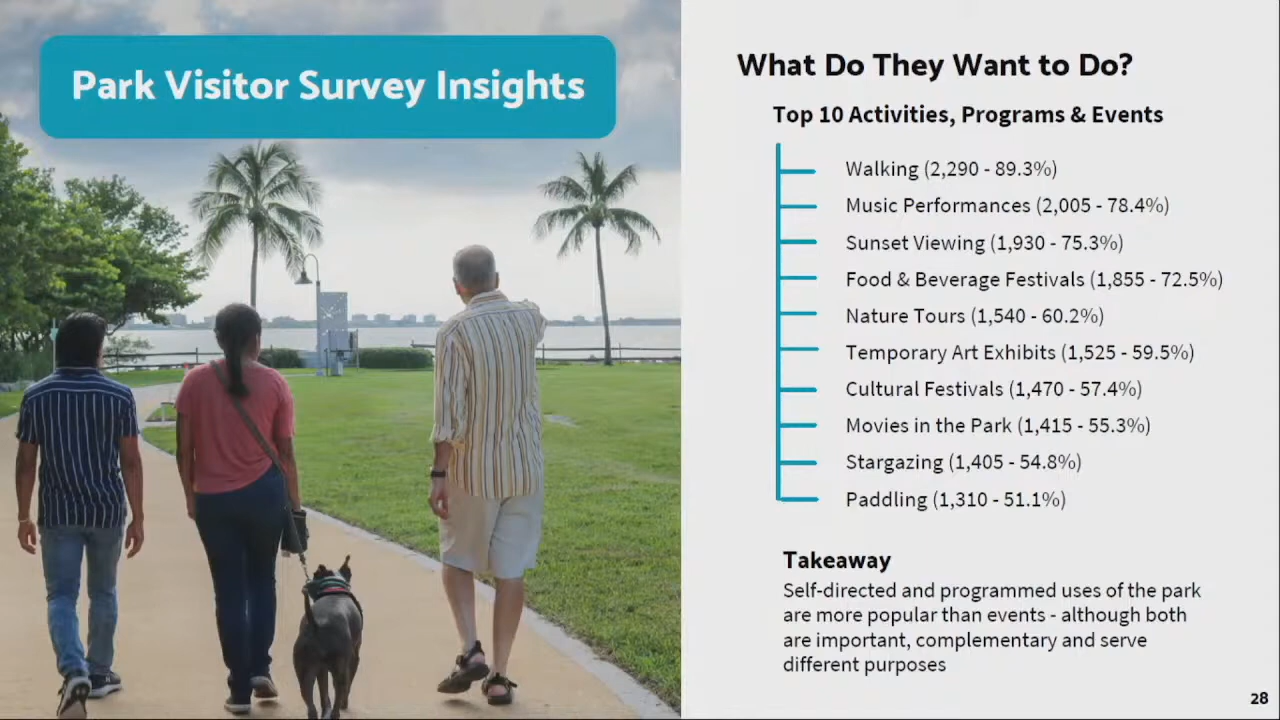 Park Visitor Survey Insights
What Do They Want to Do?
Top 10 Activities, Programs & Events
Walking (2,290 - 89.3%)
Music Performances (2,005 - 78.4%)
Sunset Viewing (1,930 - 75.3%)
Food & Beverage Festivals (1,855 - 72.5%)
Nature Tours (1,540 - 60.2%)
Temporary Art Exhibits (1,525 - 59.5%)
Cultural Festivals (1,470 - 57.4%)
Movies in the Park (1,415 - 55.3%)
Stargazing (1,405 - 54.8%)
Paddling (1,310 - 51.1%)
Takeaway
Self-directed and programmed uses of the park
are more popular than events - although both
are important, complementary and serve
different purposes
28